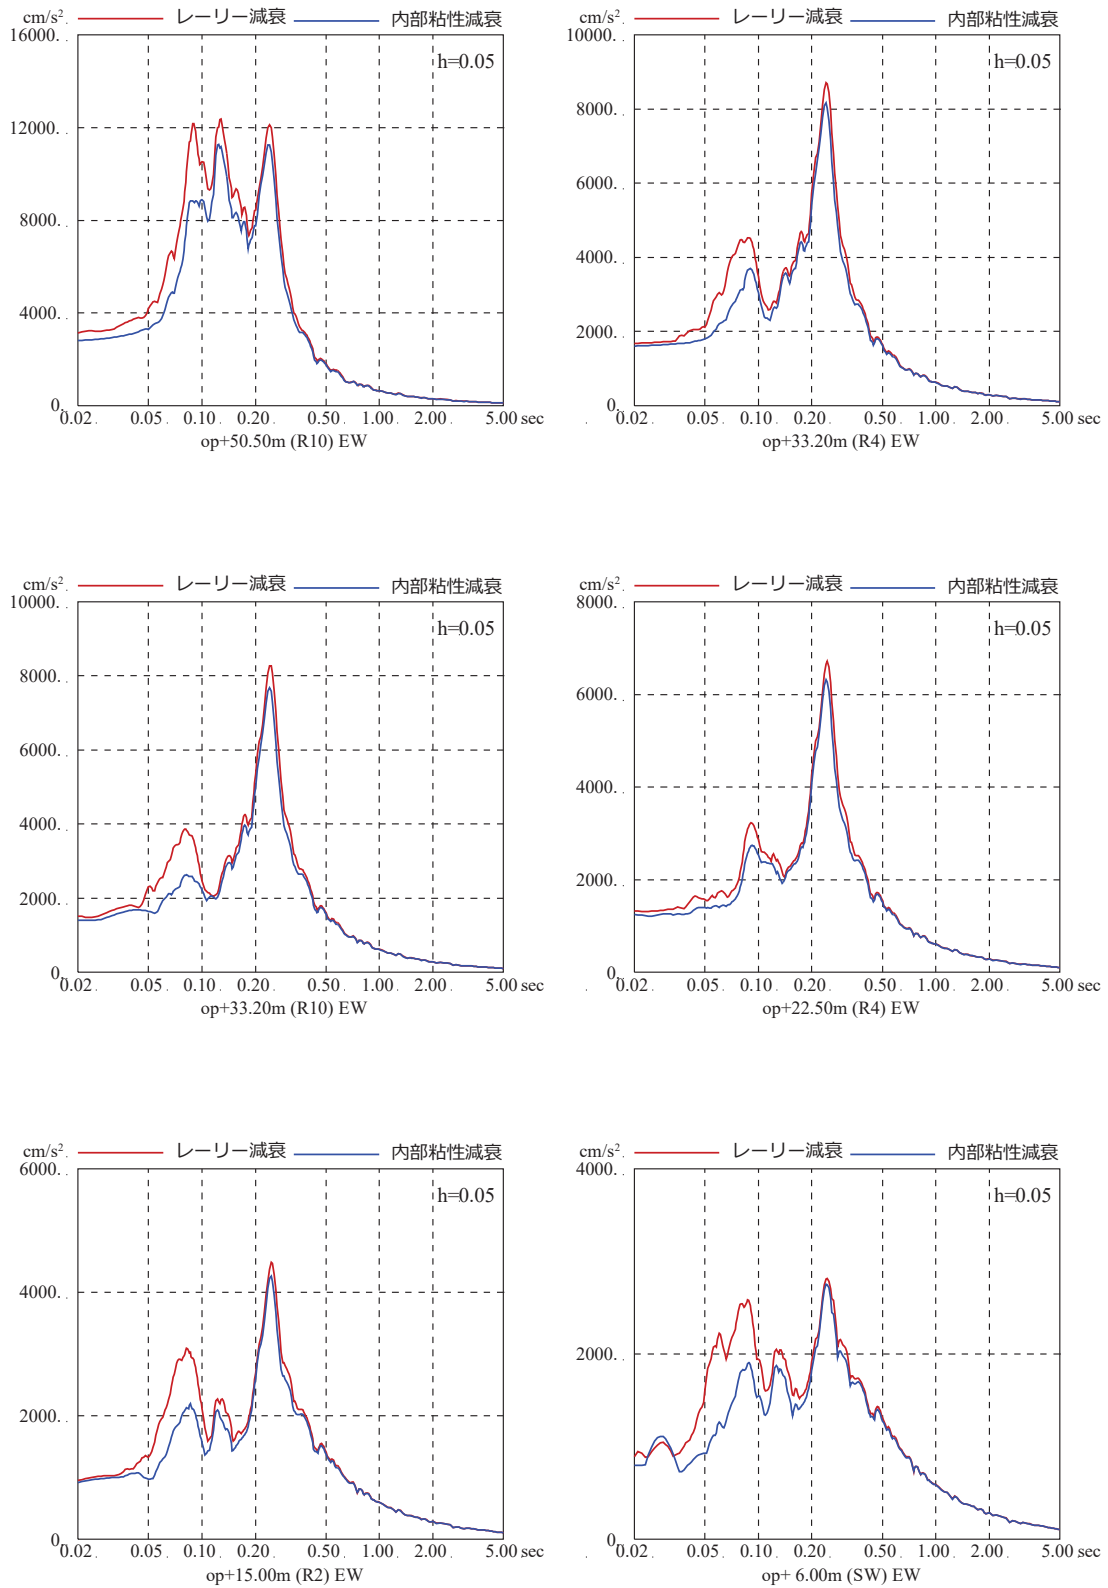 cm/s² レーリー減衰 内部粘性減衰
h=0.05
16000.
12000.
8000.
4000.
0.
0.02 0.05 0.10 0.20 0.50 1.00 2.00 5.00 sec
op+50.50m (R10) EW
cm/s² レーリー減衰 内部粘性減衰
h=0.05
10000.
8000.
6000.
4000.
2000.
0.
0.02 0.05 0.10 0.20 0.50 1.00 2.00 5.00 sec
op+33.20m (R4) EW
cm/s² レーリー減衰 内部粘性減衰
h=0.05
10000.
8000.
6000.
4000.
2000.
0.
0.02 0.05 0.10 0.20 0.50 1.00 2.00 5.00 sec
op+33.20m (R10) EW
cm/s² レーリー減衰 内部粘性減衰
h=0.05
8000.
6000.
4000.
2000.
0.
0.02 0.05 0.10 0.20 0.50 1.00 2.00 5.00 sec
op+22.50m (R4) EW
cm/s² レーリー減衰 内部粘性減衰
h=0.05
6000.
4000.
2000.
0.
0.02 0.05 0.10 0.20 0.50 1.00 2.00 5.00 sec
op+15.00m (R2) EW
cm/s² レーリー減衰 内部粘性減衰
h=0.05
4000.
2000.
0.
0.02 0.05 0.10 0.20 0.50 1.00 2.00 5.00 sec
op+ 6.00m (SW) EW